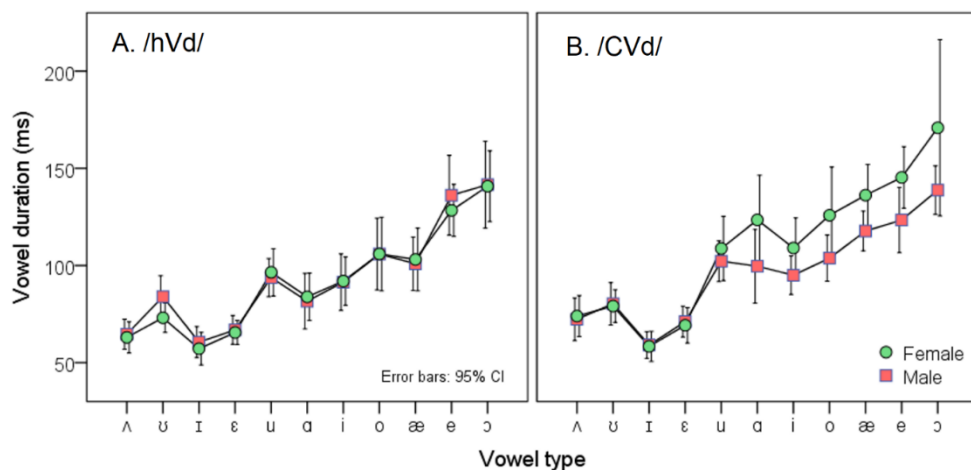 A. /hVd/
B. /CVd/
Vowel duration (ms)
200
150
100
50
Error bars: 95% CI
Female
Male
ʌ ʊ ɪ ɛ u ɑ i o æ e ɔ
ʌ ʊ ɪ ɛ u ɑ i o æ e ɔ
Vowel type